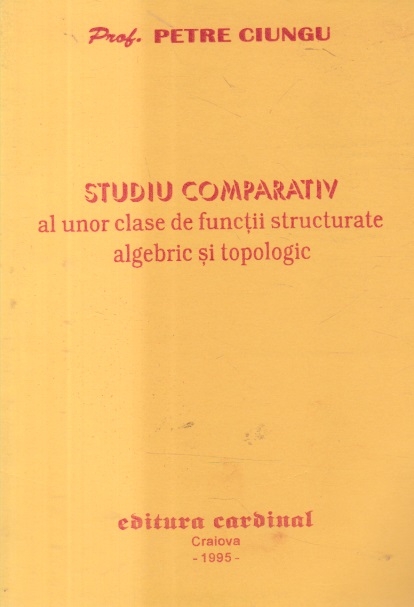 Prof. PETRE CIUNGU
STUDIU COMPARATIV
al unor clase de funcții structurate
algebric și topologic
editura cardinal
Craiova
- 1995 -